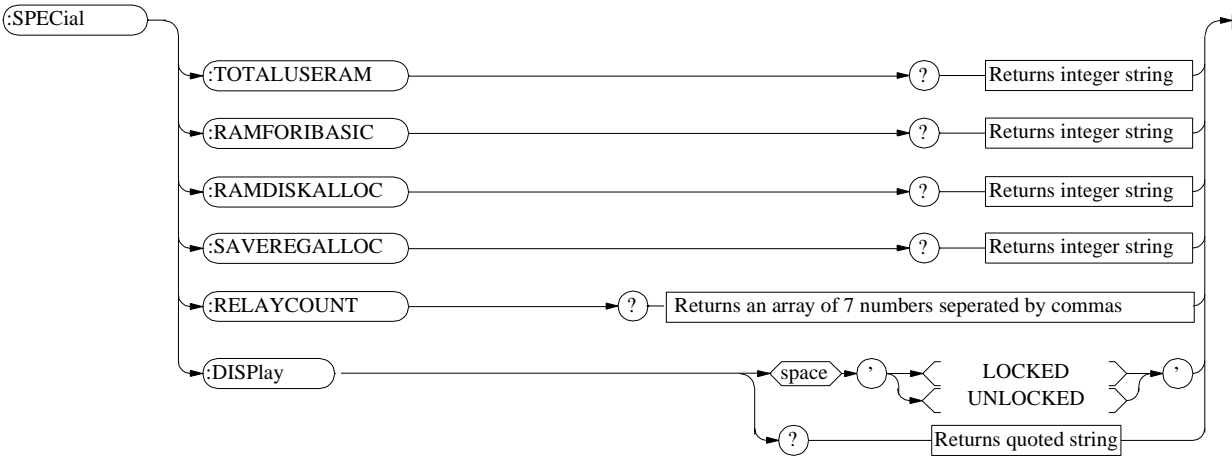 :SPECial
:TOTALUSERAM ? Returns integer string
:RAMFORIBASIC ? Returns integer string
:RAMDISKALLOC ? Returns integer string
:SAVEREGALLOC ? Returns integer string
:RELAYCOUNT ? Returns an array of 7 numbers seperated by commas
:DISPlay space ' LOCKED '
UNLOCKED
? Returns quoted string